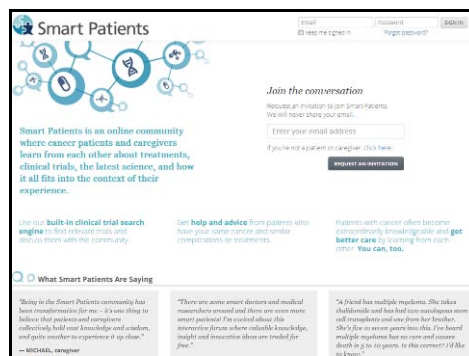 Smart Patients
Email
Password
SIGN IN
keep me signed in
Forgot password?
Join the conversation
Request an invitation to join Smart Patients.
We will never share your email.
Enter your email address
If you're not a patient or caregiver, click here.
REQUEST AN INVITATION
Smart Patients is an online community
where cancer patients and caregivers
learn from each other about treatments,
clinical trials, the latest science, and how
it all fits into the context of their
experience.
Use our built-in clinical trial search
engine to find relevant trials and
discuss them with the community.
Get help and advice from patients who
have your same cancer and similar
complications or treatments.
Patients with cancer often become
extraordinarily knowledgeable and get
better care by learning from each
other. You can, too.
What Smart Patients Are Saying
"Being in the Smart Patients community has
been transformative for me – it's one thing to
believe that patients and caregivers
collectively hold vast knowledge and wisdom,
and quite another to experience it up close."
— MICHAEL, caregiver
"There are some smart doctors and medical
researchers around and there are even more
smart patients! I'm excited about this
interactive forum where valuable knowledge,
insight and innovative ideas are traded for
free."
"A friend has multiple myeloma. She takes
thalidomide and has had two autologous stem
cell transplants and one from her brother.
She's five to seven years into this. I've heard
multiple myeloma has no cure and causes
death in 5 to 10 years. Is this correct? I'd like
to know."